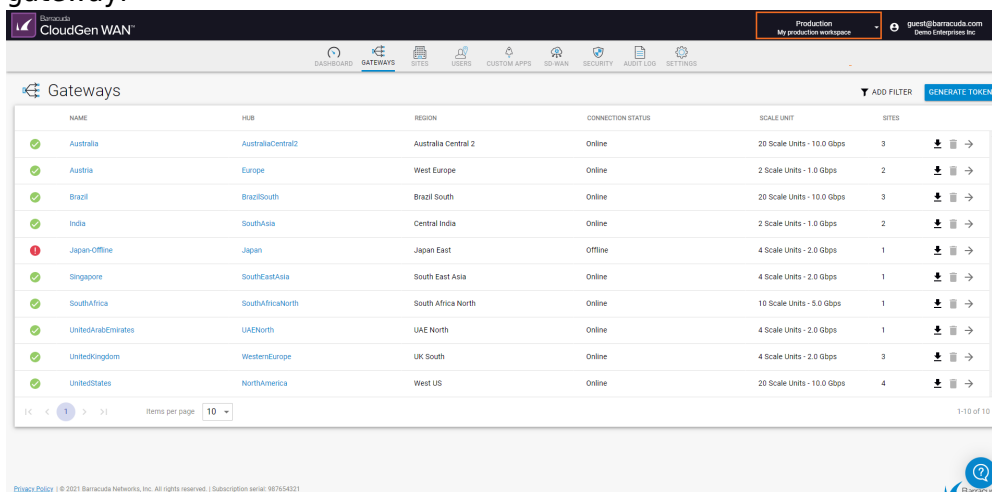 gateway.
Barracuda
CloudGen WAN™
Production
My production workspace
guest@barracuda.com
Demo Enterprises Inc
DASHBOARD GATEWAYS SITES USERS CUSTOM APPS SD-WAN SECURITY AUDIT LOG SETTINGS
Gateways
ADD FILTER GENERATE TOKEN
NAME HUB REGION CONNECTION STATUS SCALE UNIT SITES
Australia AustraliaCentral2 Australia Central 2 Online 20 Scale Units - 10.0 Gbps 3
Austria Europe West Europe Online 2 Scale Units - 1.0 Gbps 2
Brazil BrazilSouth Brazil South Online 20 Scale Units - 10.0 Gbps 3
India SouthAsia Central India Online 2 Scale Units - 1.0 Gbps 2
Japan-Offline Japan Japan East Offline 4 Scale Units - 2.0 Gbps 1
Singapore SouthEastAsia South East Asia Online 4 Scale Units - 2.0 Gbps 1
SouthAfrica SouthAfricaNorth South Africa North Online 10 Scale Units - 5.0 Gbps 1
UnitedArabEmirates UAENorth UAE North Online 4 Scale Units - 2.0 Gbps 1
UnitedKingdom WesternEurope UK South Online 4 Scale Units - 2.0 Gbps 3
UnitedStates NorthAmerica West US Online 20 Scale Units - 10.0 Gbps 4
|< < 1 > >| Items per page 10 1-10 of 10
Privacy Policy | © 2021 Barracuda Networks, Inc. All rights reserved. | Subscription serial: 987654321